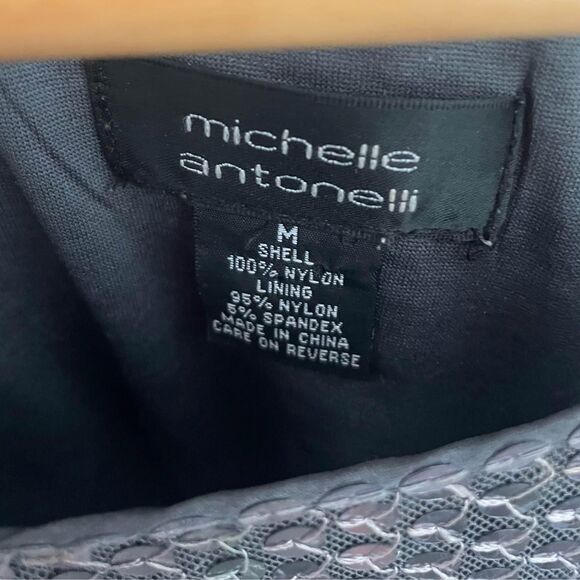 michelle
antonelli
M
SHELL
100% NYLON
LINING
95% NYLON
5% SPANDEX
MADE IN CHINA
CARE ON REVERSE